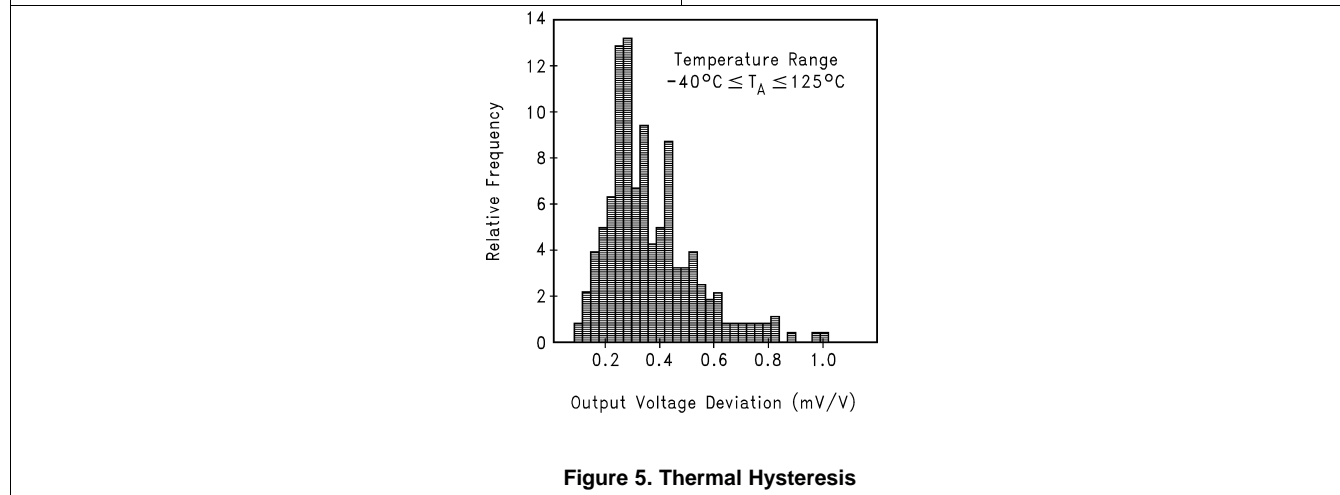 14
12
10
8
6
4
2
0
Relative Frequency
Temperature Range
-40°C ≤ TA ≤ 125°C
0.2 0.4 0.6 0.8 1.0
Output Voltage Deviation (mV/V)
Figure 5. Thermal Hysteresis